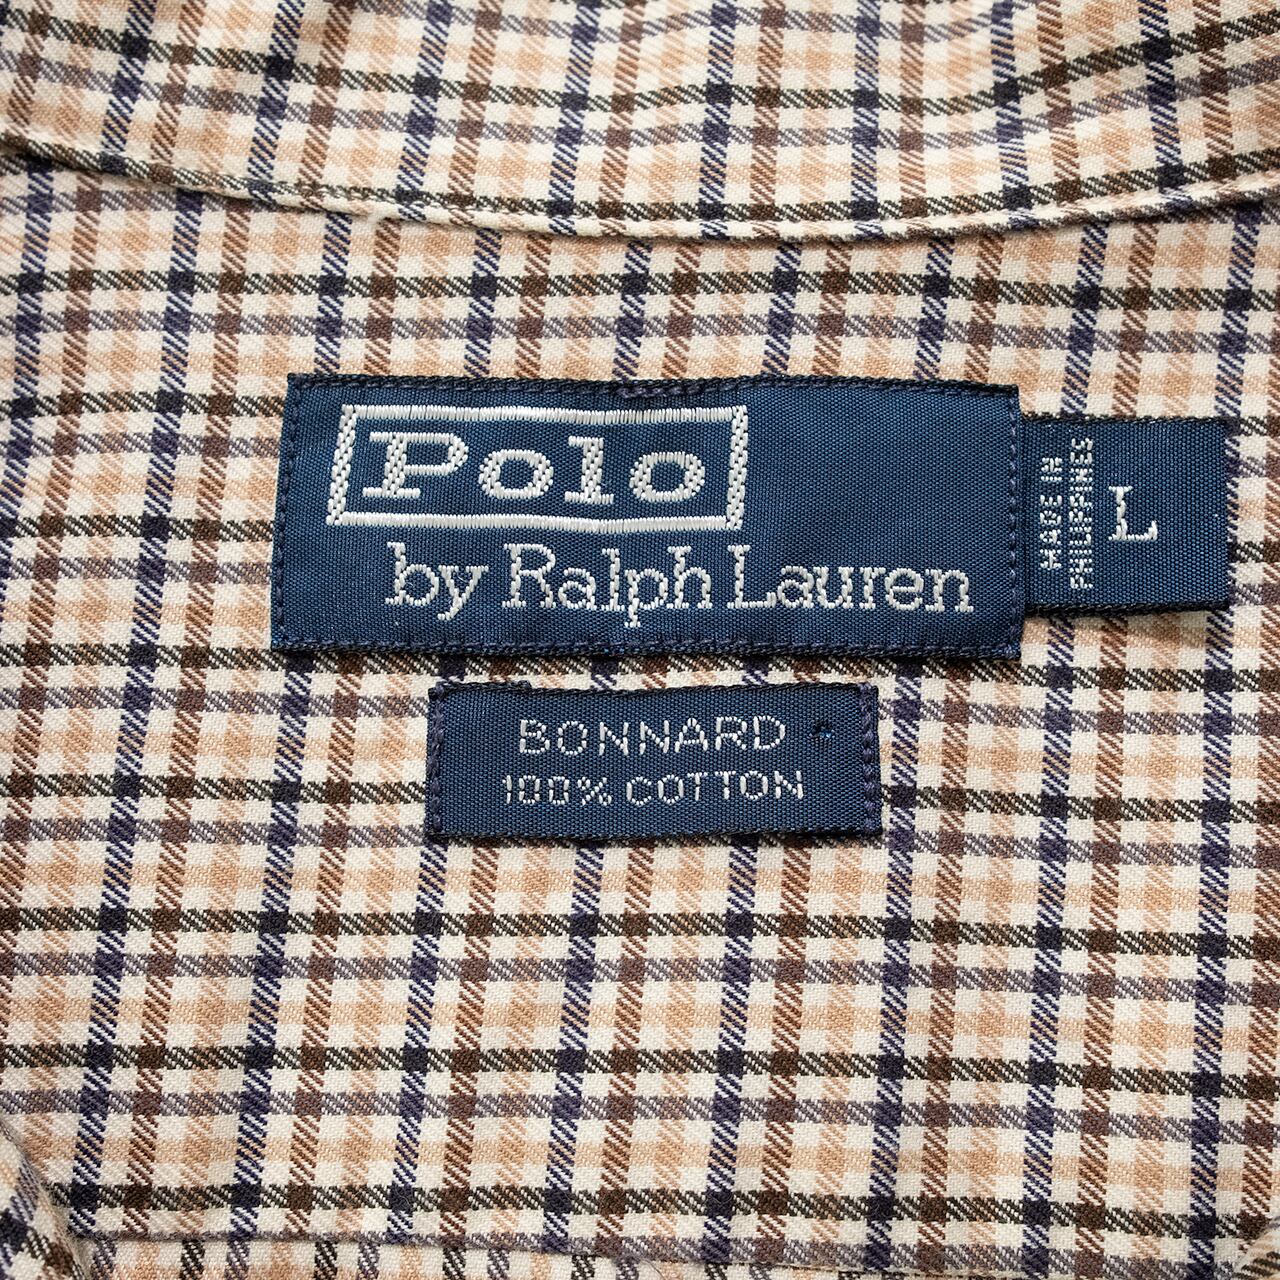 Polo
by Ralph Lauren
MADE IN
PHILIPPINES
L
BONNARD
100% COTTON